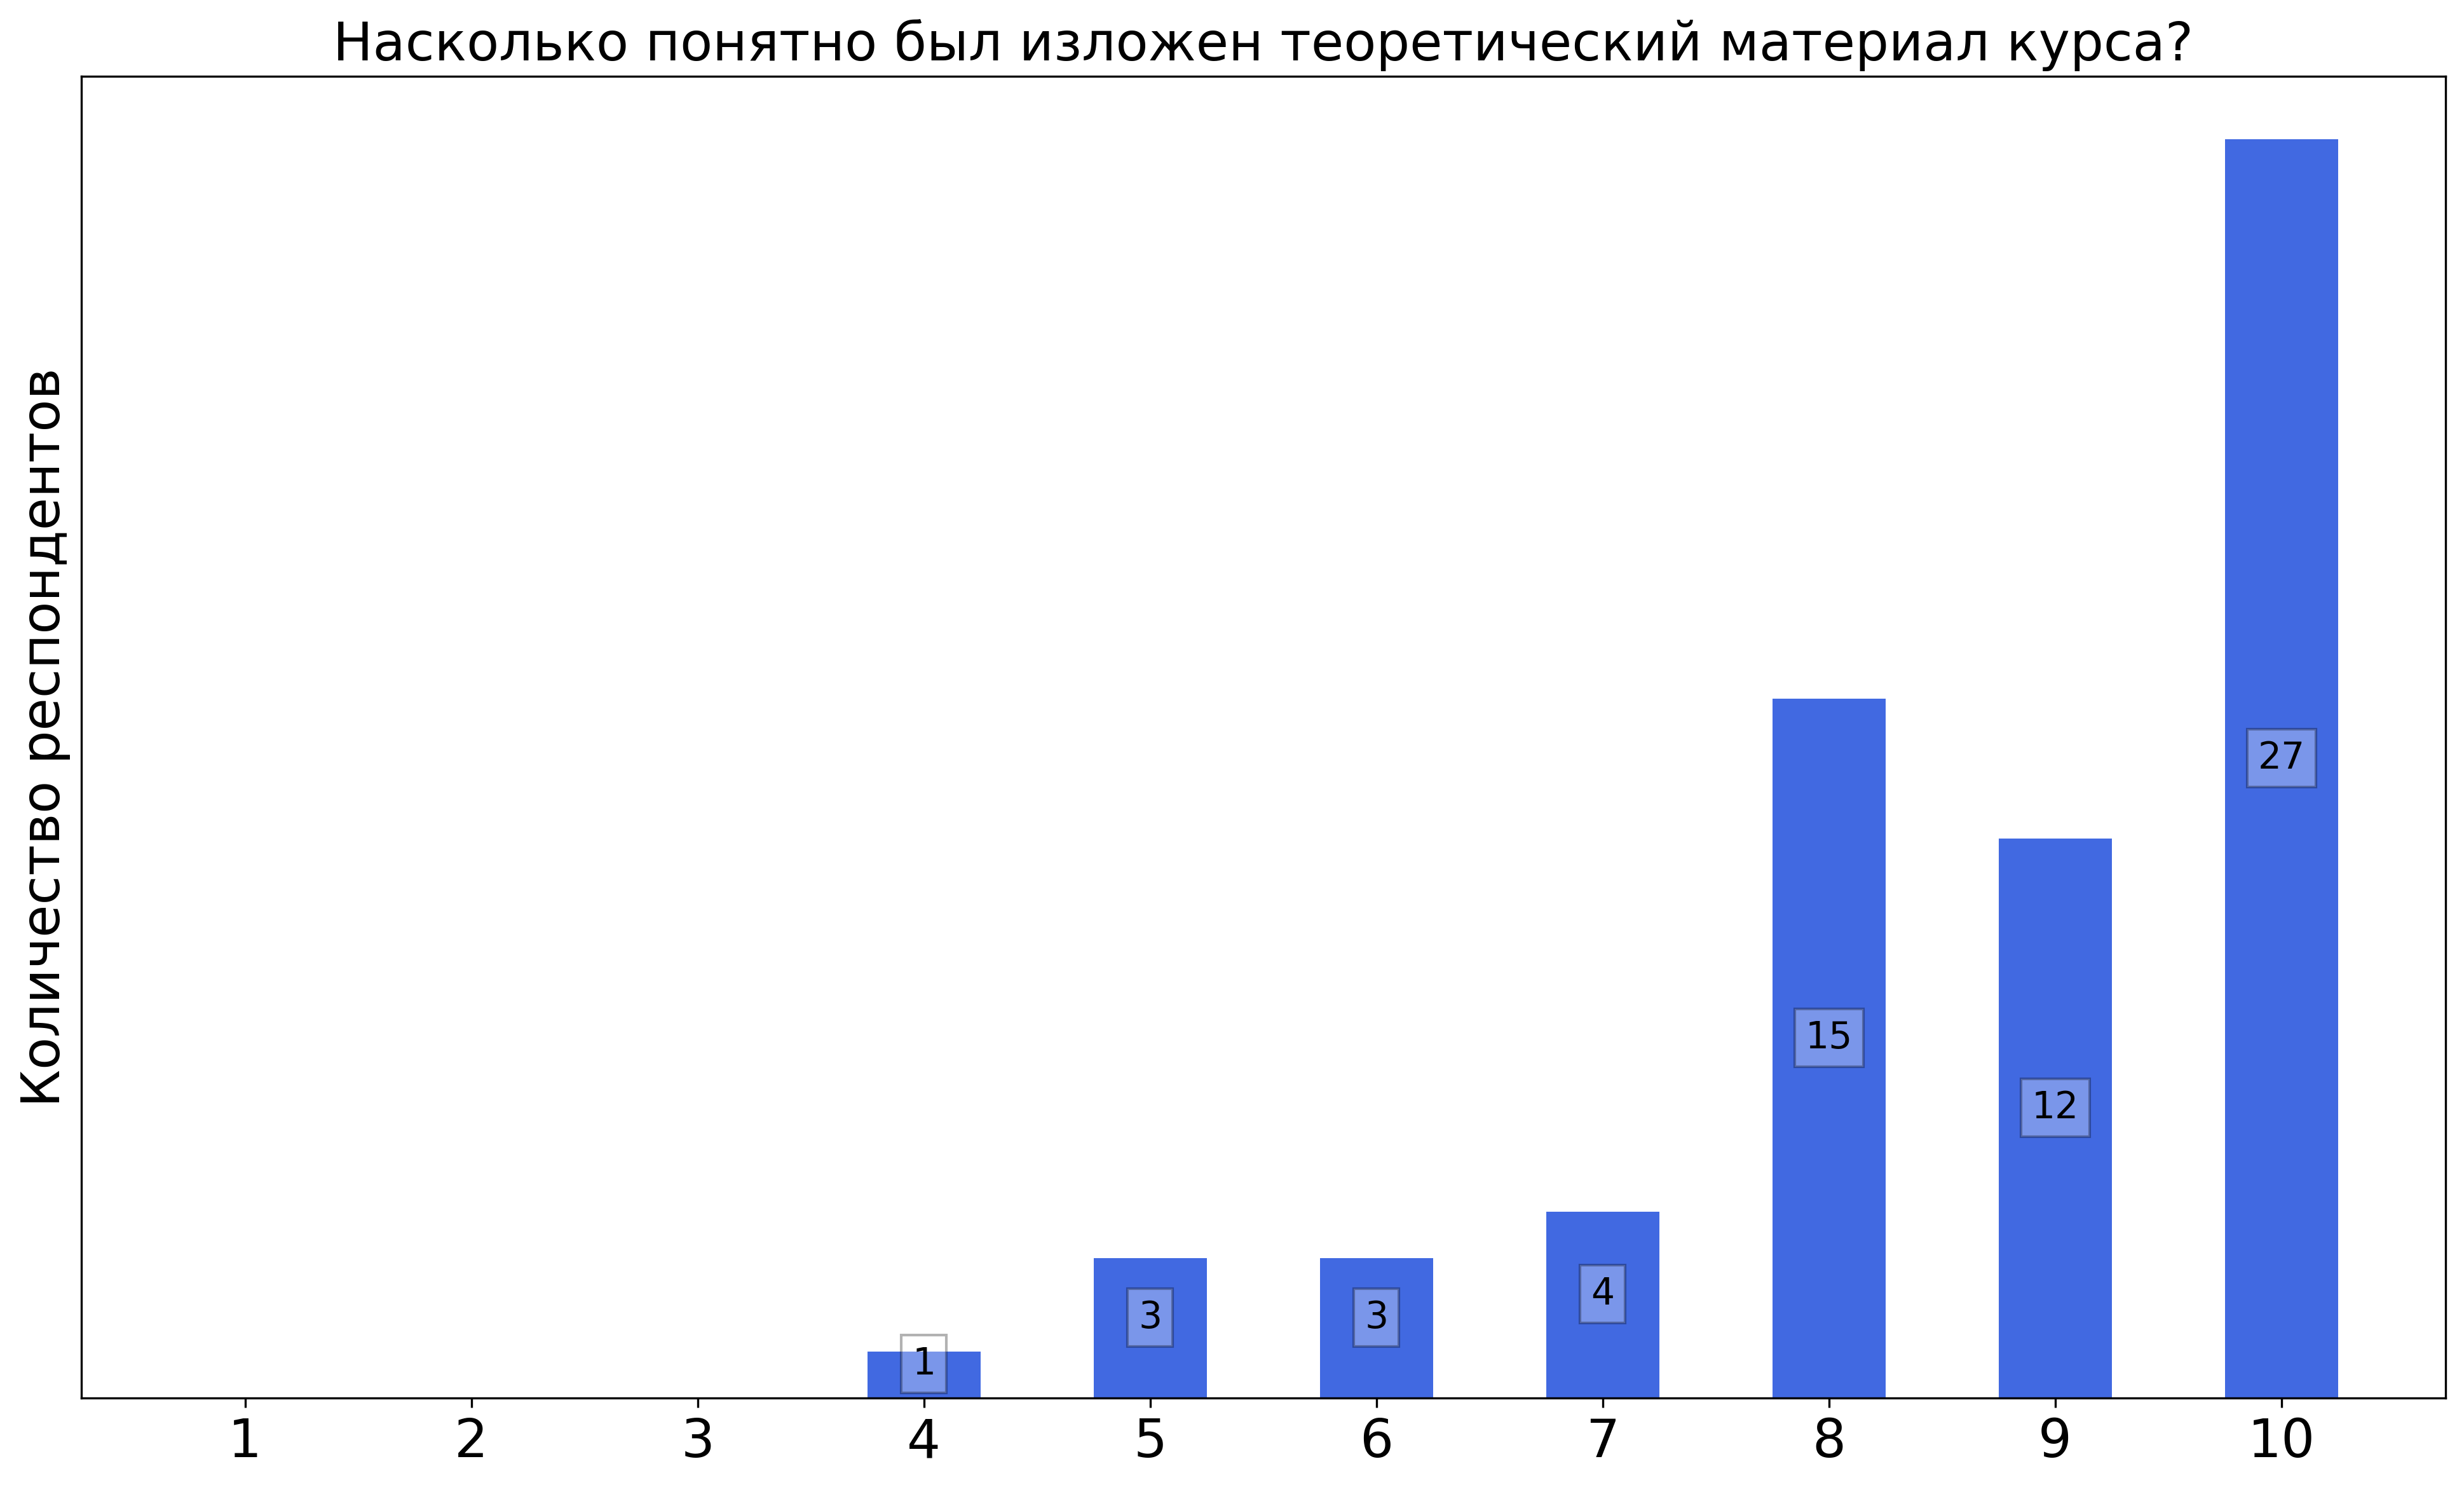 Насколько понятно был изложен теоретический материал курса?
Количество респондентов
27
15
12
4
3
3
1
1 2 3 4 5 6 7 8 9 10